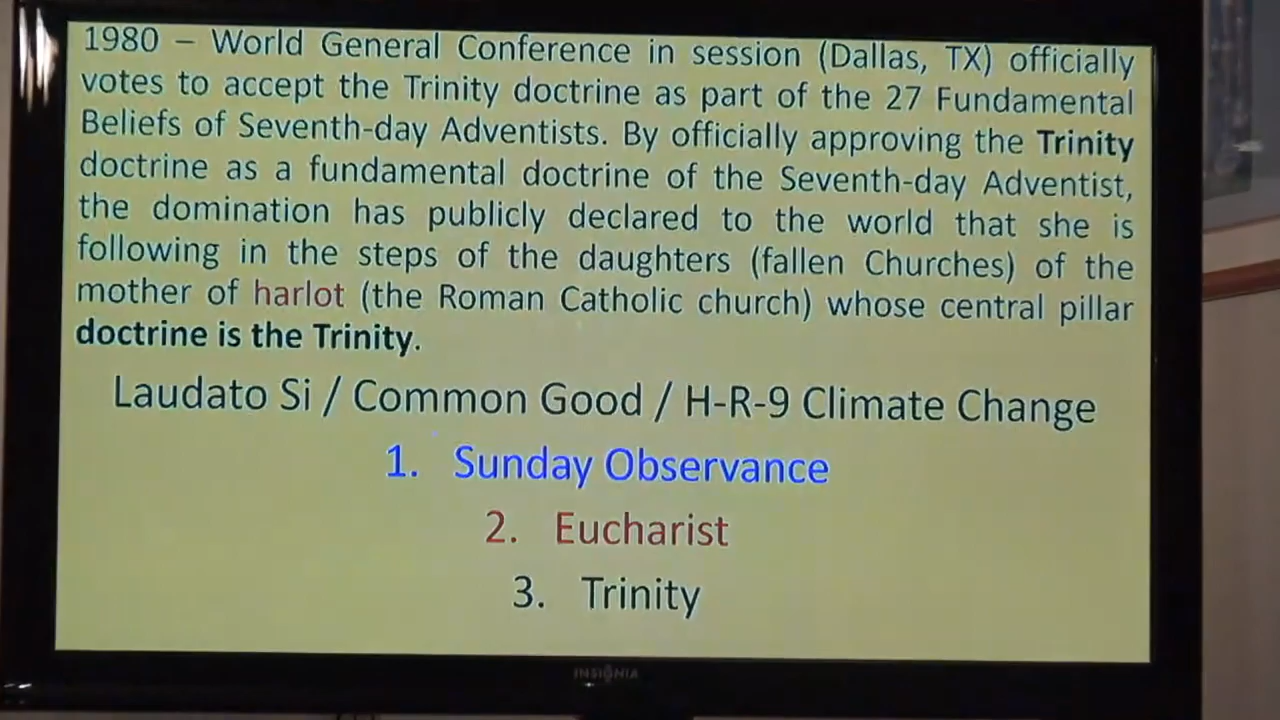 1980 – World General Conference in session (Dallas, TX) officially
votes to accept the Trinity doctrine as part of the 27 Fundamental
Beliefs of Seventh-day Adventists. By officially approving the Trinity
doctrine as a fundamental doctrine of the Seventh-day Adventist,
the domination has publicly declared to the world that she is
following in the steps of the daughters (fallen Churches) of the
mother of harlot (the Roman Catholic church) whose central pillar
doctrine is the Trinity.
Laudato Si / Common Good / H-R-9 Climate Change
1. Sunday Observance
2. Eucharist
3. Trinity
INSIGNIA